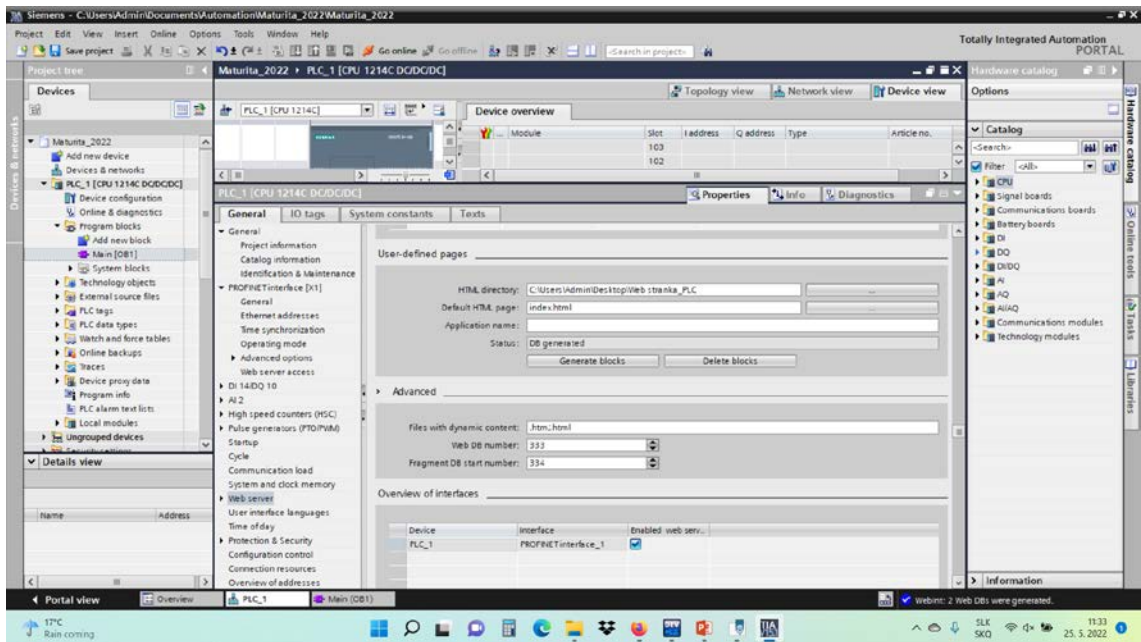 Siemens - C:\Users\Admin\Documents\Automation\Maturita_2022\Maturita_2022
Project Edit View Insert Online Options Tools Window Help
Totally Integrated Automation
PORTAL
Save project Go online Go offline <Search in project>
Project tree
Devices
Devices & networks
Maturita_2022
Add new device
Devices & networks
PLC_1 [CPU 1214C DC/DC/DC]
Device configuration
Online & diagnostics
Program blocks
Add new block
Main [OB1]
System blocks
Technology objects
External source files
PLC tags
PLC data types
Watch and force tables
Online backups
Traces
Device proxy data
Program info
PLC alarm text lists
Local modules
Ungrouped devices
Security settings
Details view
Name Address
Maturita_2022 PLC_1 [CPU 1214C DC/DC/DC]
Topology view Network view Device view
PLC_1 [CPU 1214C]
Device overview
Module Slot I address Q address Type Article no.
103
102
PLC_1 [CPU 1214C DC/DC/DC]
Properties Info Diagnostics
General IO tags System constants Texts
General
Project information
Catalog information
Identification & Maintenance
PROFINET interface [X1]
General
Ethernet addresses
Time synchronization
Operating mode
Advanced options
Web server access
DI 14/DQ 10
AI 2
High speed counters (HSC)
Pulse generators (PTO/PWM)
Startup
Cycle
Communication load
System and clock memory
Web server
User interface languages
Time of day
Protection & Security
Configuration control
Connection resources
Overview of addresses
User-defined pages
HTML directory: C:\Users\Admin\Desktop\Web stranka_PLC
Default HTML page: index.html
Application name:
Status: DB generated
Generate blocks Delete blocks
Advanced
Files with dynamic content: .htm;.html
Web DB number: 333
Fragment DB start number: 334
Overview of interfaces
Device Interface Enabled web serv...
PLC_1 PROFINET interface_1
Hardware catalog
Options
Catalog
<Search>
Filter <All>
CPU
Signal boards
Communications boards
Battery boards
DI
DQ
DI/DQ
AI
AQ
AI/AQ
Communications modules
Technology modules
Information
Hardware catalog
Online tools
Tasks
Libraries
Portal view Overview PLC_1 Main (OB1)
WebInt: 2 Web DBs were generated.
17°C
Rain coming
SLK
SKQ
11:33
25. 5. 2022